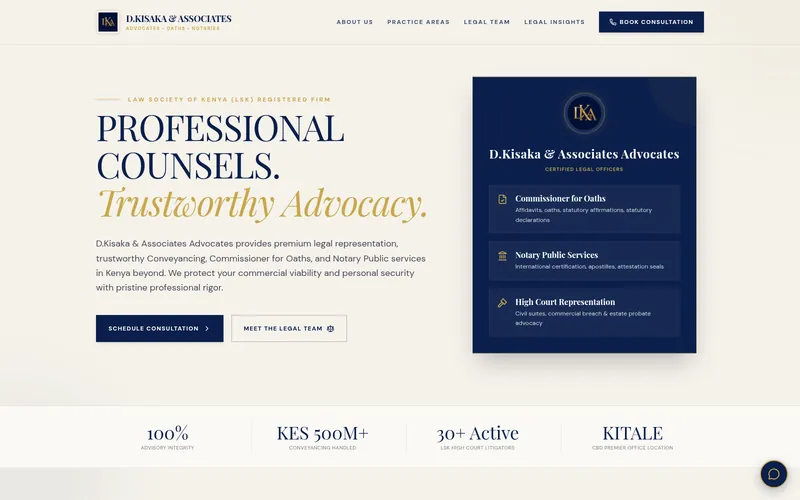 DKA
D.KISAKA & ASSOCIATES
ADVOCATES • OATHS • NOTARIES
ABOUT US
PRACTICE AREAS
LEGAL TEAM
LEGAL INSIGHTS
BOOK CONSULTATION
LAW SOCIETY OF KENYA (LSK) REGISTERED FIRM
PROFESSIONAL
COUNSELS.
Trustworthy Advocacy.
D.Kisaka & Associates Advocates provides premium legal representation,
trustworthy Conveyancing, Commissioner for Oaths, and Notary Public services
in Kenya beyond. We protect your commercial viability and personal security
with pristine professional rigor.
SCHEDULE CONSULTATION
MEET THE LEGAL TEAM
DKA
D.Kisaka & Associates Advocates
CERTIFIED LEGAL OFFICERS
Commissioner for Oaths
Affidavits, oaths, statutory affirmations, statutory
declarations
Notary Public Services
International certification, apostilles, attestation seals
High Court Representation
Civil suits, commercial breach & estate probate
advocacy
100%
ADVISORY INTEGRITY
KES 500M+
CONVEYANCING HANDLED
30+ Active
LSK HIGH COURT LITIGATORS
KITALE
CBD PREMIER OFFICE LOCATION